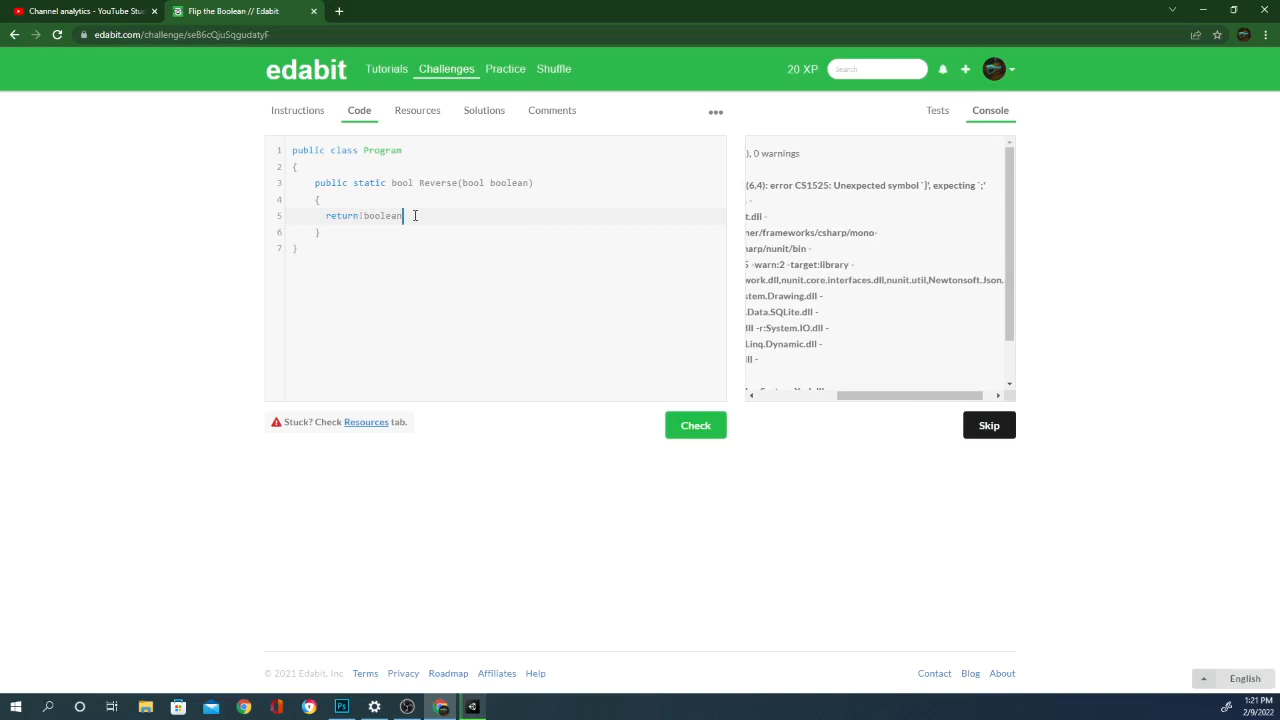 Channel analytics - YouTube Stu
Flip the Boolean // Edabit
edabit.com/challenge/se86cQjuSqgudatyF
edabit
Tutorials
Challenges
Practice
Shuffle
20 XP
Search
Instructions
Code
Resources
Solutions
Comments
Tests
Console
1 public class Program
2 {
3 public static bool Reverse(bool boolean)
4 {
5 return!boolean
6 }
7 }
), 0 warnings
(6,4): error CS1525: Unexpected symbol `}', expecting `;'
-
t.dll -
ner/frameworks/csharp/mono-
harp/nunit/bin -
5 -warn:2 -target:library -
work.dll,nunit.core.interfaces.dll,nunit.util,Newtonsoft.Json.
stem.Drawing.dll -
.Data.SQLite.dll -
dll -r:System.IO.dll -
Linq.Dynamic.dll -
dll -
Stuck? Check Resources tab.
Check
Skip
© 2021 Edabit, Inc
Terms
Privacy
Roadmap
Affiliates
Help
Contact
Blog
About
English
1:21 PM
2/9/2022